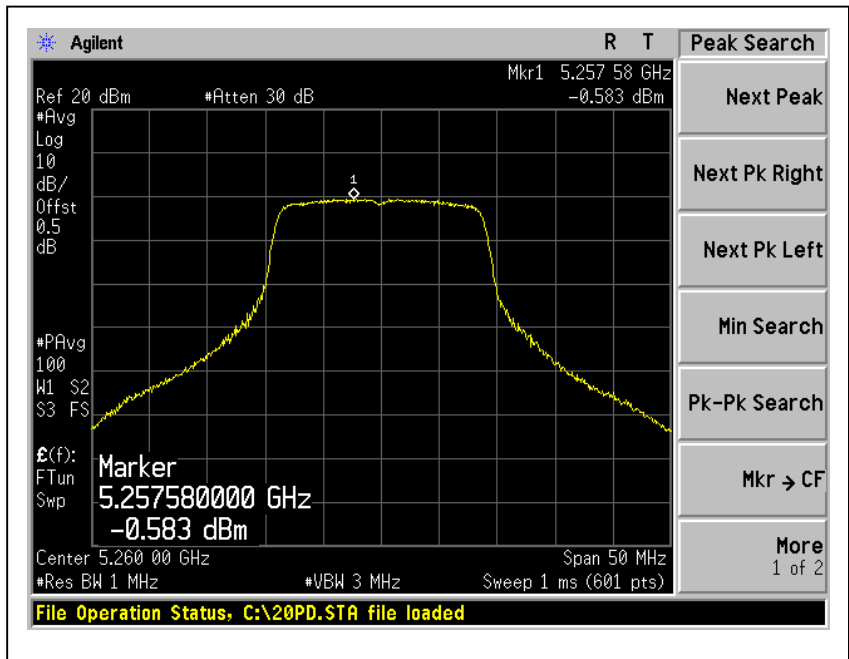 Agilent
R T
Peak Search
Mkr1 5.257 58 GHz
Ref 20 dBm #Atten 30 dB -0.583 dBm
#Avg
Log
10
dB/
Offst
0.5
dB
1
#PAvg
100
W1 S2
S3 FS
£(f):
FTun
Swp
Marker
5.257580000 GHz
-0.583 dBm
Center 5.260 00 GHz Span 50 MHz
#Res BW 1 MHz #VBW 3 MHz Sweep 1 ms (601 pts)
File Operation Status, C:\20PD.STA file loaded
Next Peak
Next Pk Right
Next Pk Left
Min Search
Pk-Pk Search
Mkr → CF
More
1 of 2